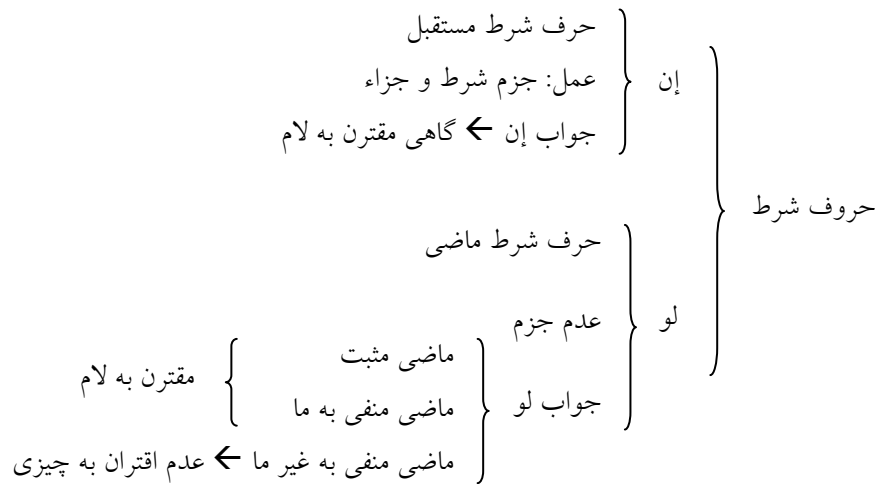 حروف شرط
إن
حرف شرط مستقبل
عمل: جزم شرط و جزاء
جواب إن ← گاهی مقترن به لام
لو
حرف شرط ماضی
عدم جزم
جواب لو
ماضی مثبت
ماضی منفی به ما
مقترن به لام
ماضی منفی به غیر ما ← عدم اقتران به چیزی